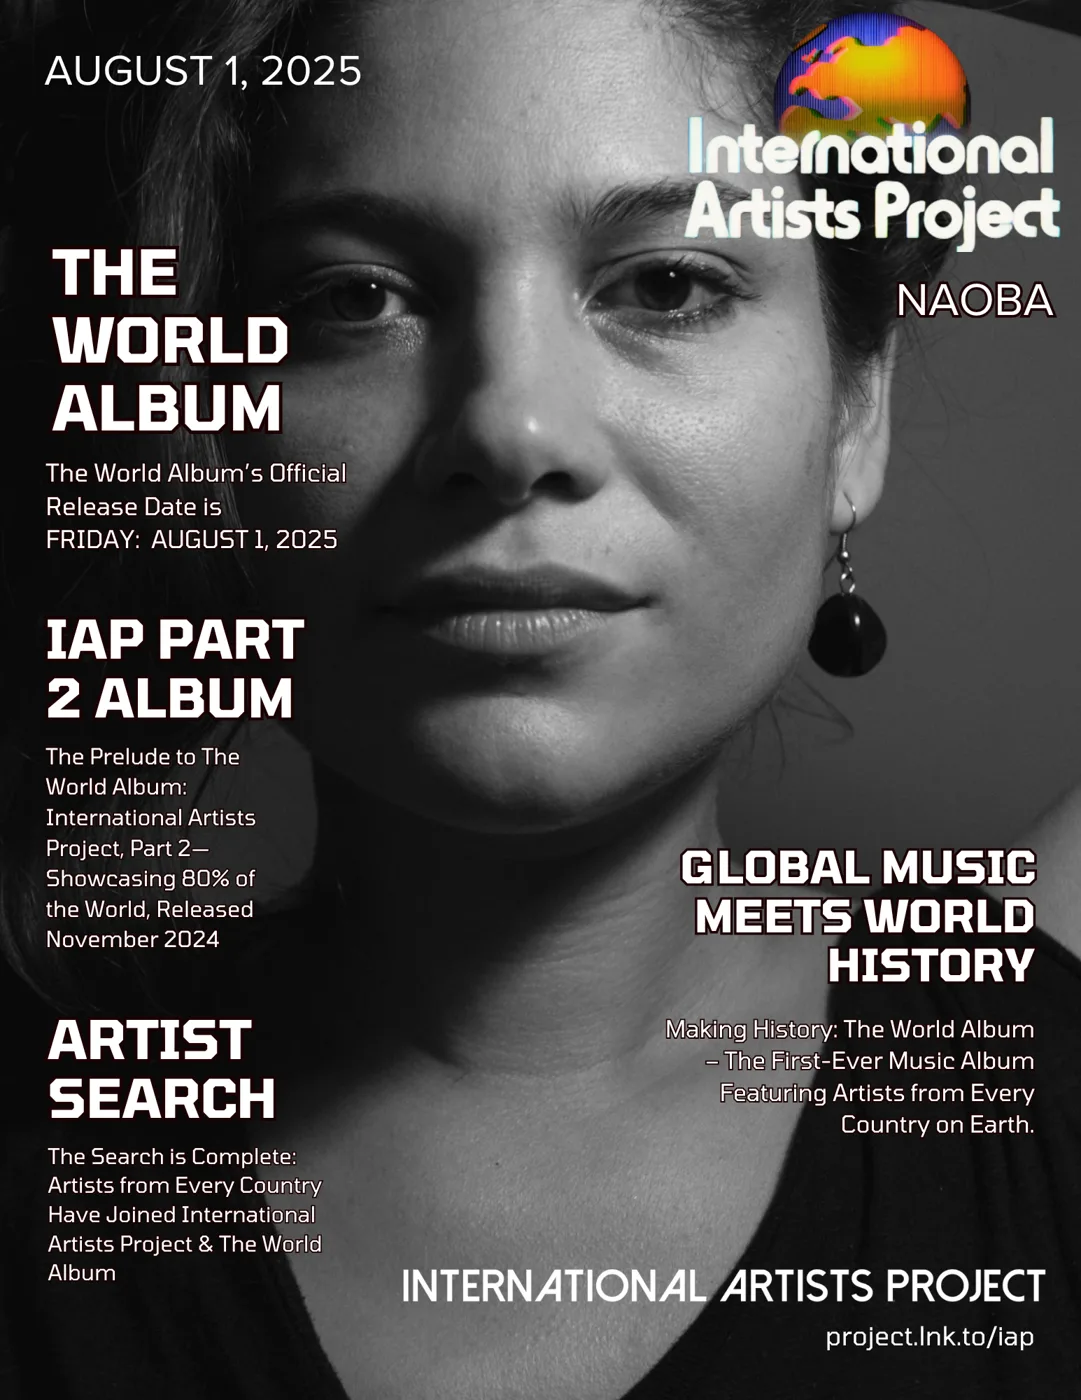 AUGUST 1, 2025
International
Artists Project
NAOBA
THE
WORLD
ALBUM
The World Album’s Official
Release Date is
FRIDAY:  AUGUST 1, 2025
IAP PART
2 ALBUM
The Prelude to The
World Album:
International Artists
Project, Part 2—
Showcasing 80% of
the World, Released
November 2024
ARTIST
SEARCH
The Search is Complete:
Artists from Every Country
Have Joined International
Artists Project & The World
Album
GLOBAL MUSIC
MEETS WORLD
HISTORY
Making History: The World Album
– The First-Ever Music Album
Featuring Artists from Every
Country on Earth.
INTERNATIONAL ARTISTS PROJECT
project.lnk.to/iap